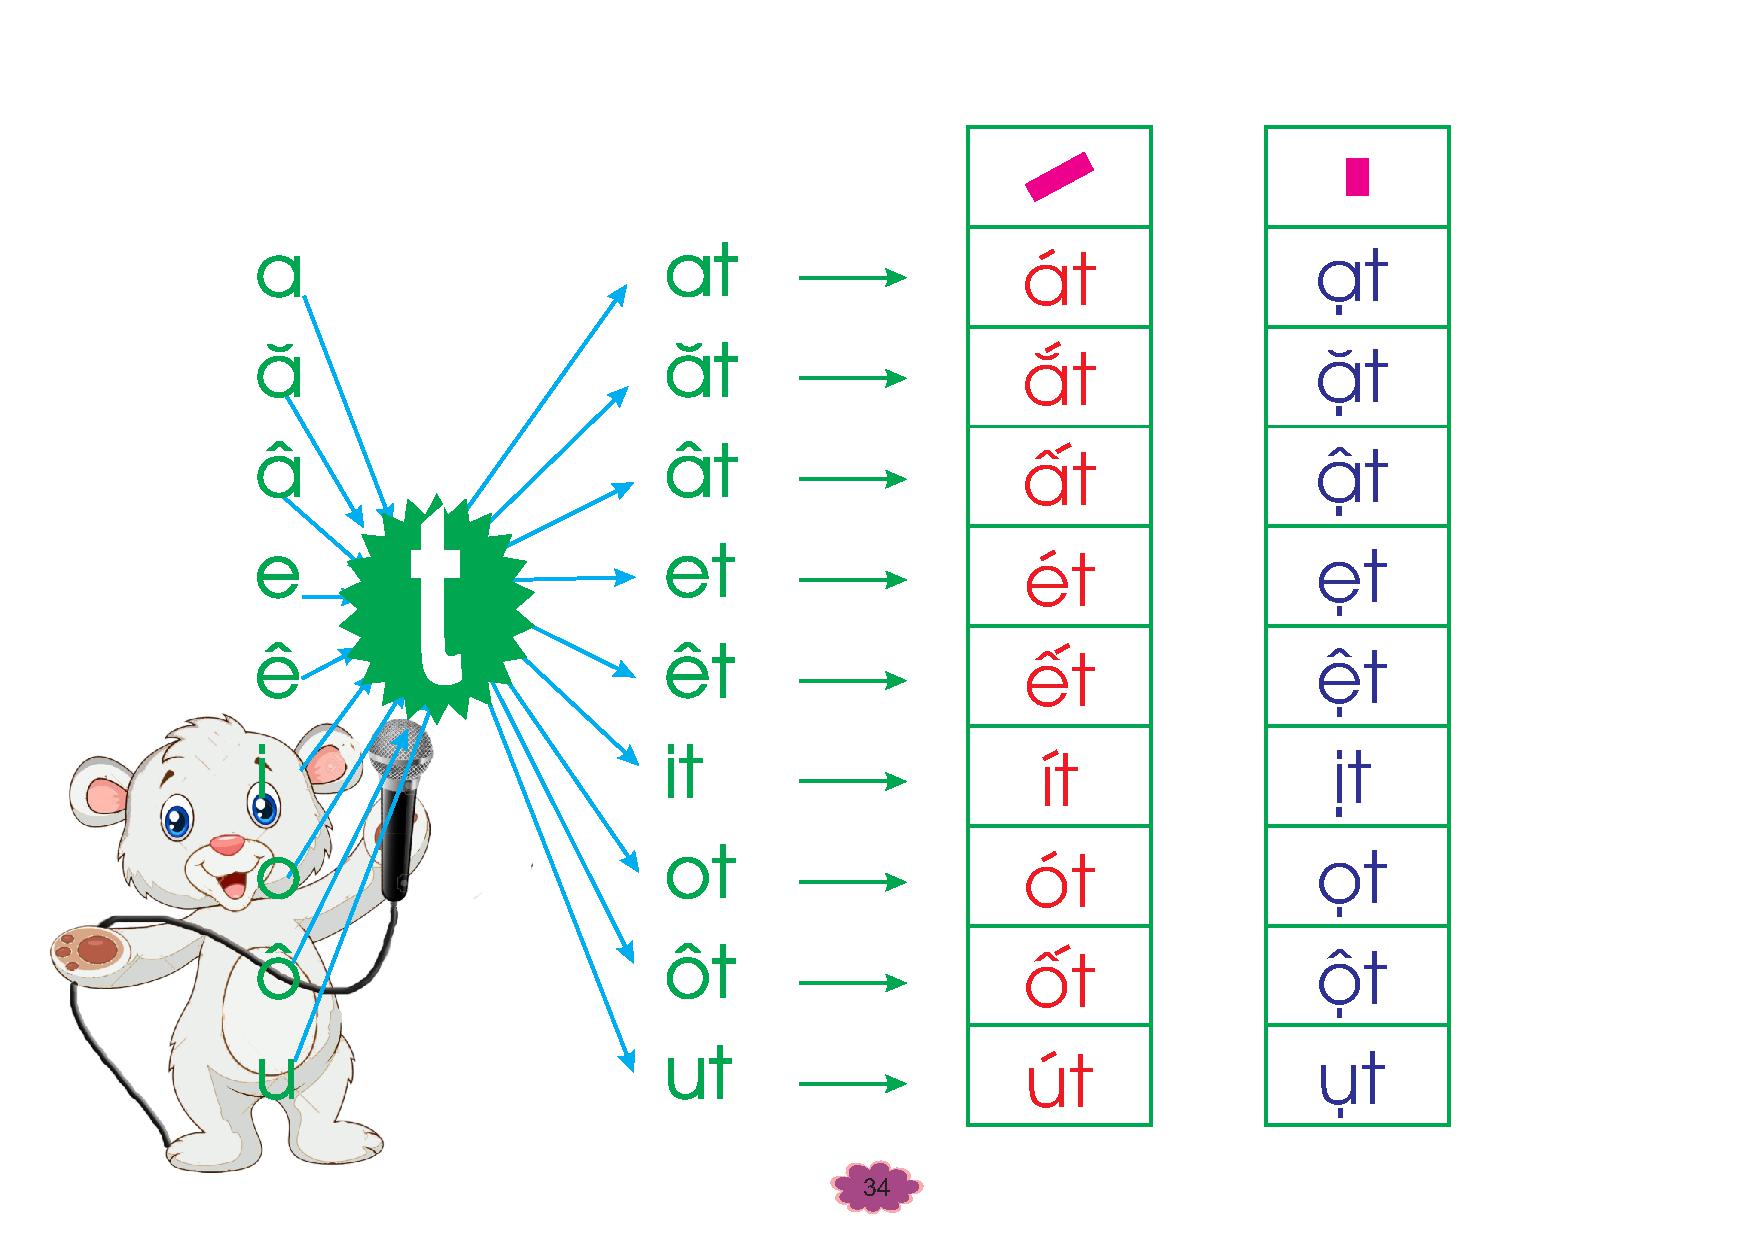 a at át ạt
ă ăt ắt ặt
â ât ất ật
t
e et ét ẹt
ê êt ết ệt
i it ít ịt
o ot ót ọt
ô ôt ốt ột
u ut út ụt
34